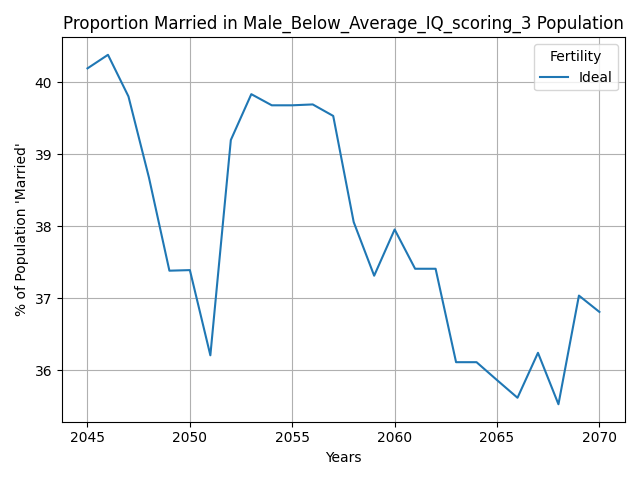 Proportion Married in Male_Below_Average_IQ_scoring_3 Population
Fertility
Ideal
% of Population 'Married'
40
39
38
37
36
2045
2050
2055
2060
2065
2070
Years